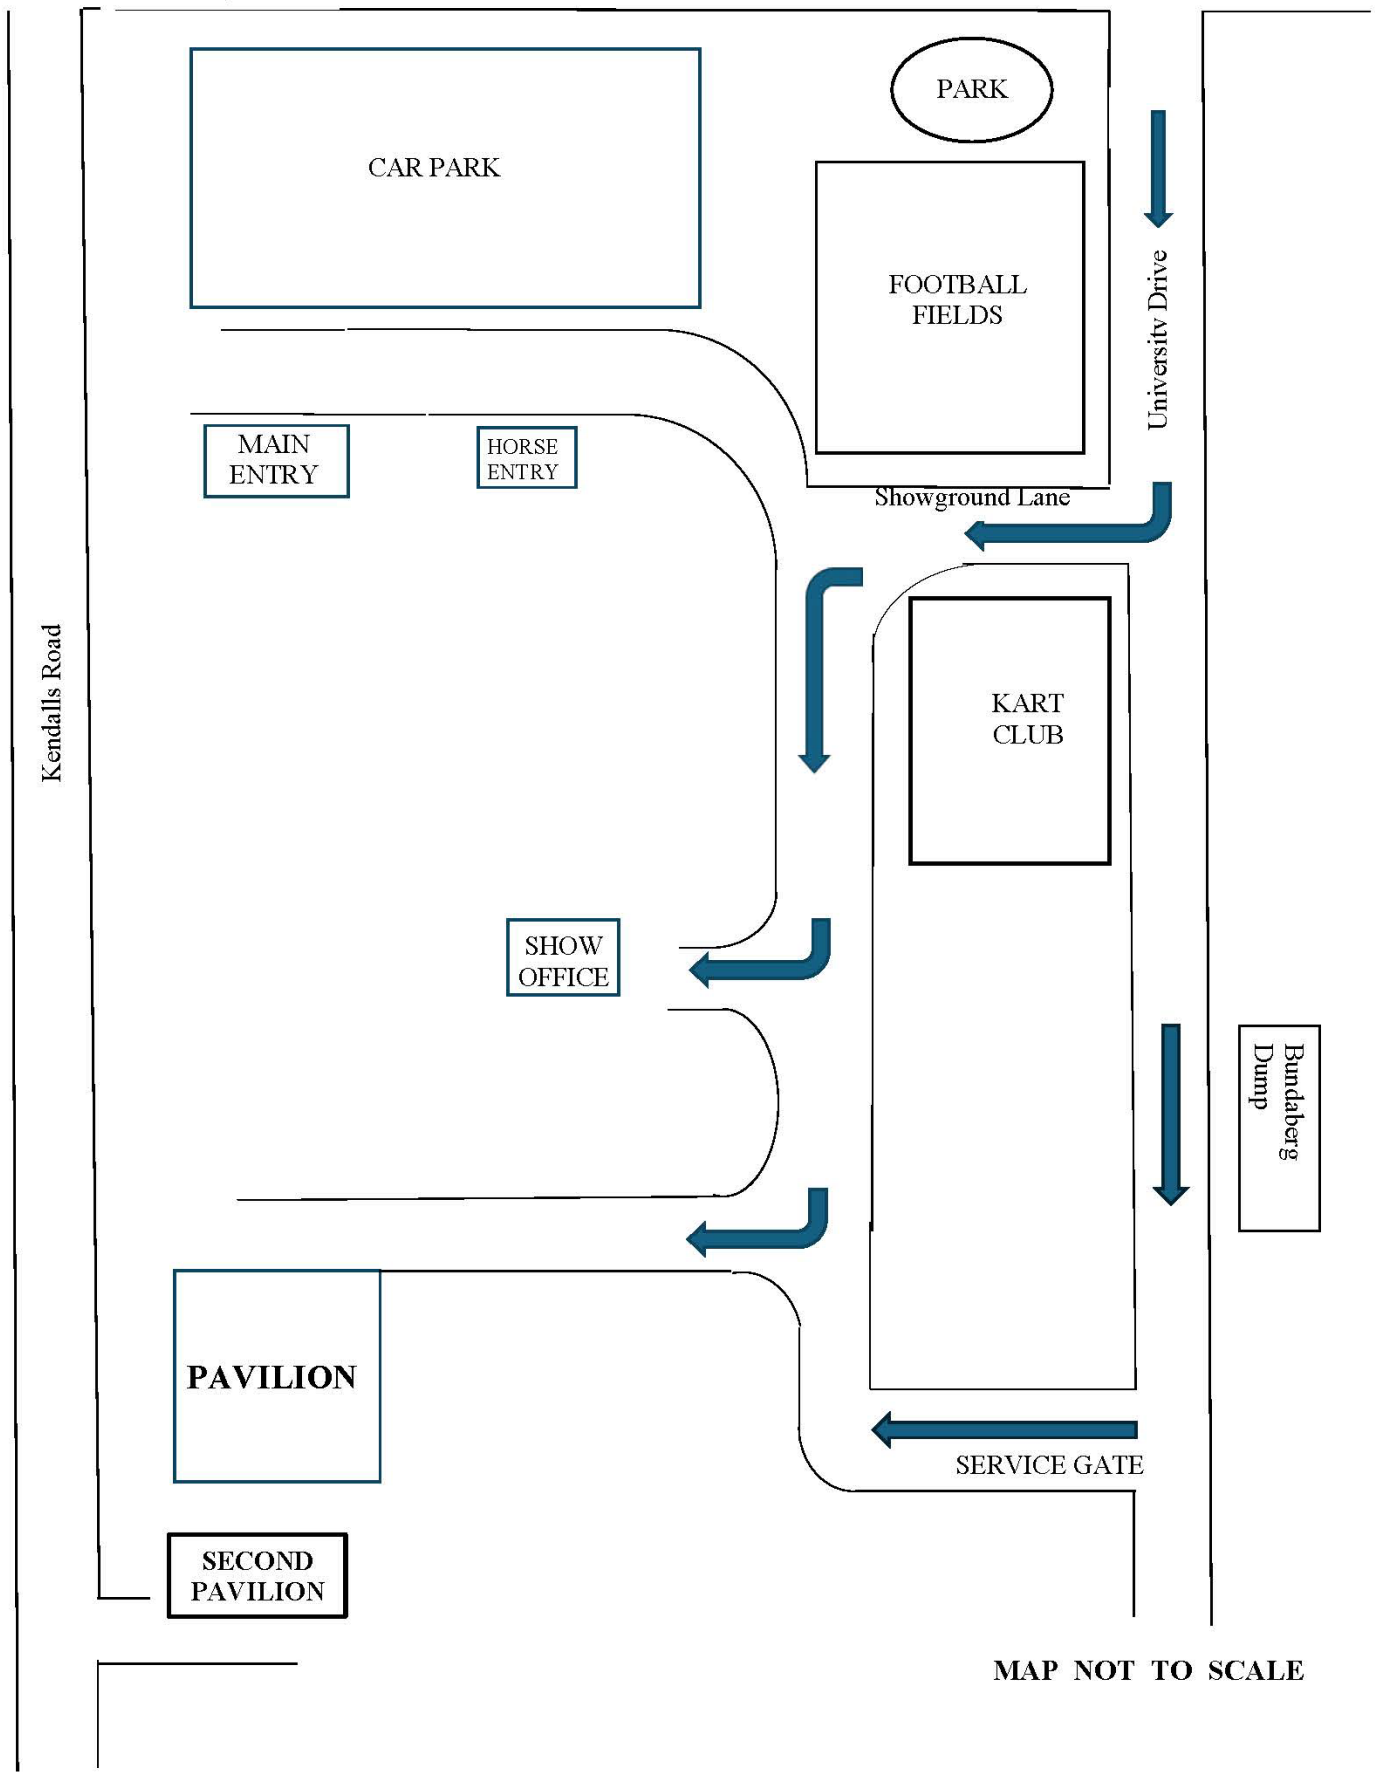 PARK
CAR PARK
FOOTBALL
FIELDS
University Drive
MAIN
ENTRY
HORSE
ENTRY
Showground Lane
Kendalls Road
KART
CLUB
SHOW
OFFICE
Bundaberg
Dump
PAVILION
SERVICE GATE
SECOND
PAVILION
MAP NOT TO SCALE